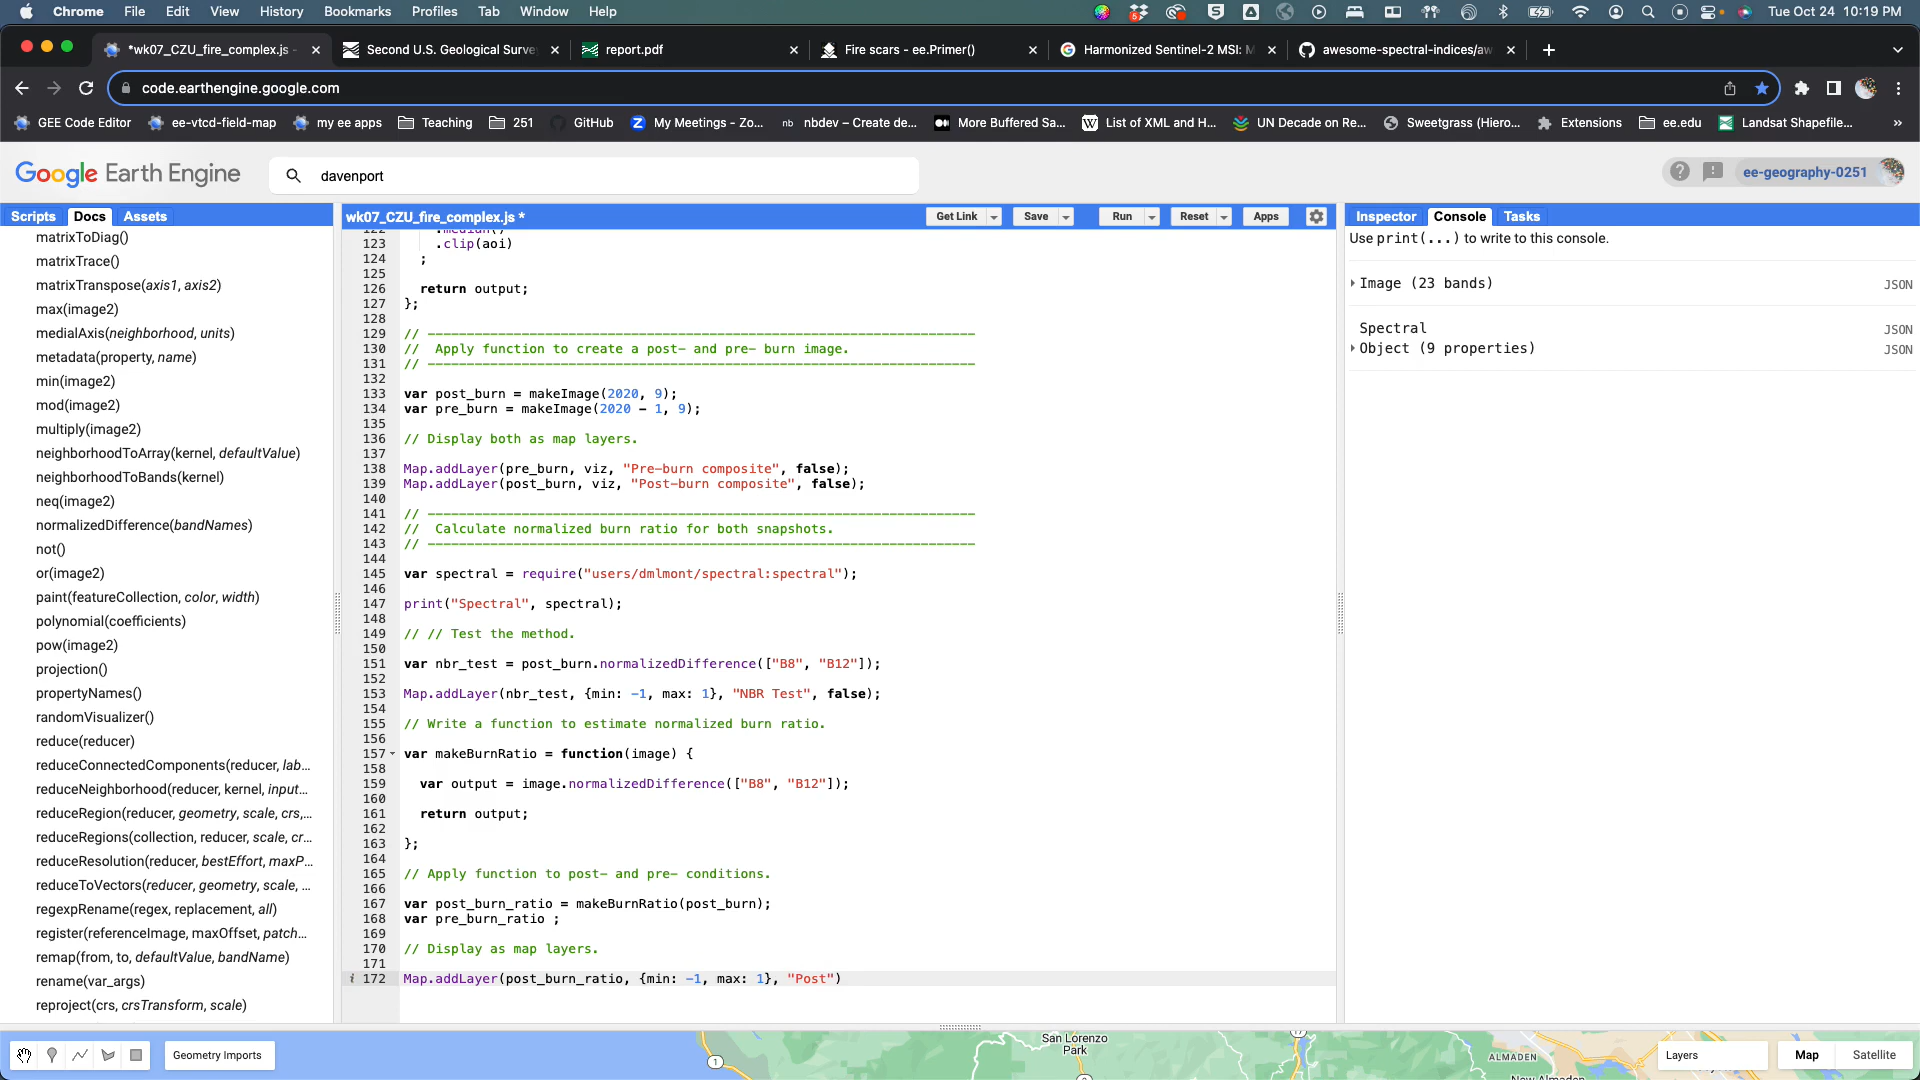 Chrome File Edit View History Bookmarks Profiles Tab Window Help Tue Oct 24 10:19 PM
*wk07_CZU_fire_complex.js - Second U.S. Geological Surve report.pdf Fire scars - ee.Primer() Harmonized Sentinel-2 MSI: M awesome-spectral-indices/aw
code.earthengine.google.com
GEE Code Editor ee-vtcd-field-map my ee apps Teaching 251 GitHub My Meetings - Zo... nb nbdev – Create de... More Buffered Sa... List of XML and H... UN Decade on Re... Sweetgrass (Hiero... Extensions ee.edu Landsat Shapefile... »
Google Earth Engine davenport ee-geography-0251
Scripts Docs Assets
matrixToDiag()
matrixTrace()
matrixTranspose(axis1, axis2)
max(image2)
medialAxis(neighborhood, units)
metadata(property, name)
min(image2)
mod(image2)
multiply(image2)
neighborhoodToArray(kernel, defaultValue)
neighborhoodToBands(kernel)
neq(image2)
normalizedDifference(bandNames)
not()
or(image2)
paint(featureCollection, color, width)
polynomial(coefficients)
pow(image2)
projection()
propertyNames()
randomVisualizer()
reduce(reducer)
reduceConnectedComponents(reducer, lab...
reduceNeighborhood(reducer, kernel, input...
reduceRegion(reducer, geometry, scale, crs,...
reduceRegions(collection, reducer, scale, cr...
reduceResolution(reducer, bestEffort, maxP...
reduceToVectors(reducer, geometry, scale, ...
regexpRename(regex, replacement, all)
register(referenceImage, maxOffset, patch...
remap(from, to, defaultValue, bandName)
rename(var_args)
reproject(crs, crsTransform, scale)
wk07_CZU_fire_complex.js * Get Link Save Run Reset Apps
122 .median()
123 .clip(aoi)
124 ;
125
126 return output;
127 };
128
129 // ----------------------------------------------------------------------
130 // Apply function to create a post- and pre- burn image.
131 // ----------------------------------------------------------------------
132
133 var post_burn = makeImage(2020, 9);
134 var pre_burn = makeImage(2020 - 1, 9);
135
136 // Display both as map layers.
137
138 Map.addLayer(pre_burn, viz, "Pre-burn composite", false);
139 Map.addLayer(post_burn, viz, "Post-burn composite", false);
140
141 // ----------------------------------------------------------------------
142 // Calculate normalized burn ratio for both snapshots.
143 // ----------------------------------------------------------------------
144
145 var spectral = require("users/dmlmont/spectral:spectral");
146
147 print("Spectral", spectral);
148
149 // // Test the method.
150
151 var nbr_test = post_burn.normalizedDifference(["B8", "B12"]);
152
153 Map.addLayer(nbr_test, {min: -1, max: 1}, "NBR Test", false);
154
155 // Write a function to estimate normalized burn ratio.
156
157 var makeBurnRatio = function(image) {
158
159 var output = image.normalizedDifference(["B8", "B12"]);
160
161 return output;
162
163 };
164
165 // Apply function to post- and pre- conditions.
166
167 var post_burn_ratio = makeBurnRatio(post_burn);
168 var pre_burn_ratio ;
169
170 // Display as map layers.
171
i 172 Map.addLayer(post_burn_ratio, {min: -1, max: 1}, "Post")
Inspector Console Tasks
Use print(...) to write to this console.
Image (23 bands) JSON
Spectral JSON
Object (9 properties) JSON
Geometry Imports
1
San Lorenzo
Park
17
ALMADEN
New Almaden
Layers Map Satellite